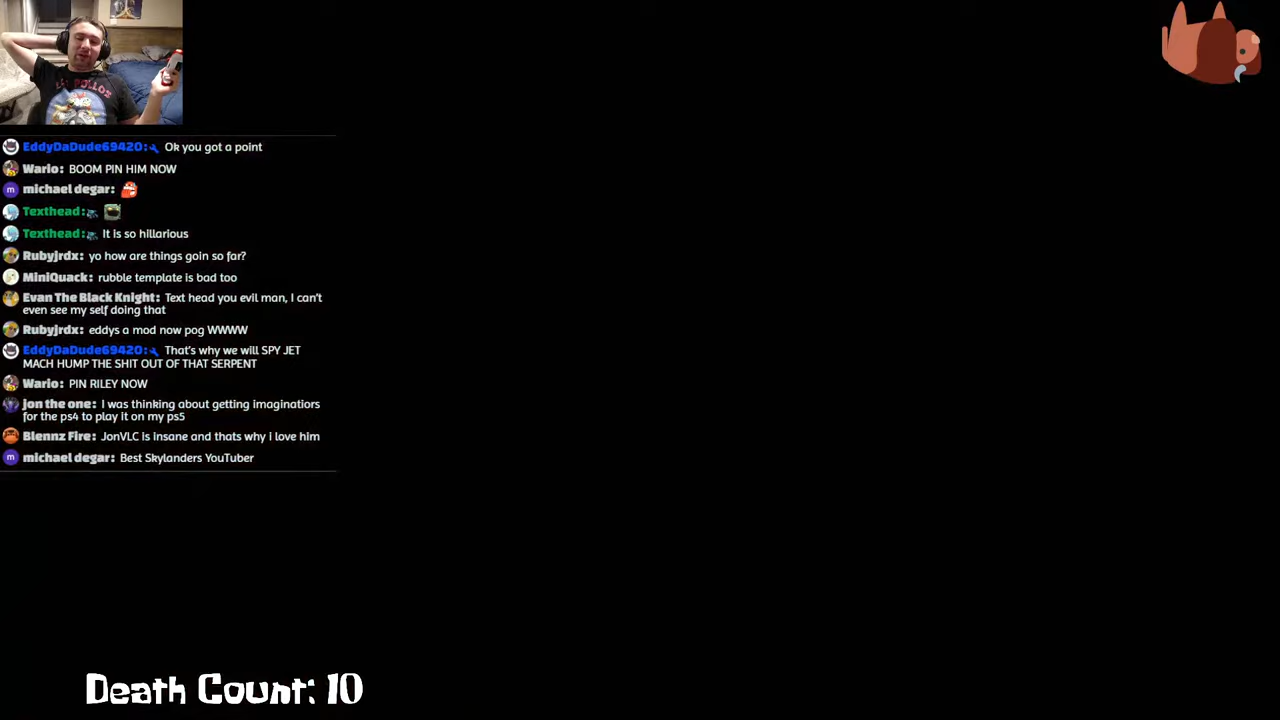 EddyDaDude69420: Ok you got a point
Wario: BOOM PIN HIM NOW
michael degar:
Texthead:
Texthead: It is so hillarious
Rubyjrdx: yo how are things goin so far?
MiniQuack: rubble template is bad too
Evan The Black Knight: Text head you evil man, I can't
even see my self doing that
Rubyjrdx: eddys a mod now pog WWWW
EddyDaDude69420: That's why we will SPY JET
MACH HUMP THE SHIT OUT OF THAT SERPENT
Wario: PIN RILEY NOW
jon the one: I was thinking about getting imaginatiors
for the ps4 to play it on my ps5
Blennz Fire: JonVLC is insane and thats why i love him
michael degar: Best Skylanders YouTuber
Death Count: 10